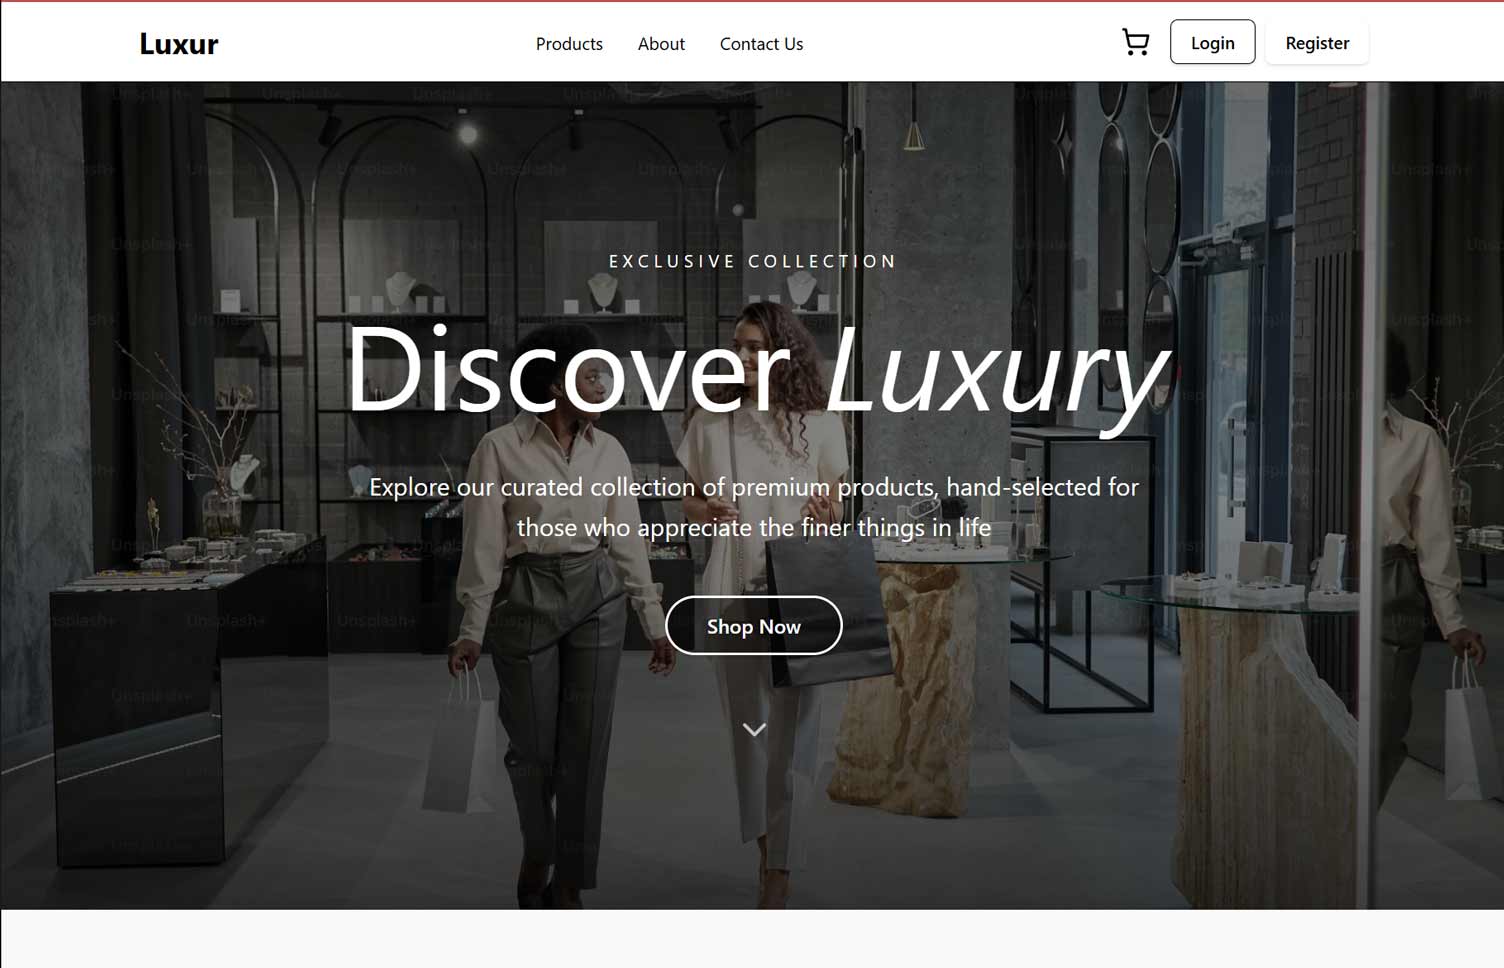 Luxur
Products About Contact Us
Login Register
EXCLUSIVE COLLECTION
Discover Luxury
Explore our curated collection of premium products, hand-selected for
those who appreciate the finer things in life
Shop Now
Unsplash+